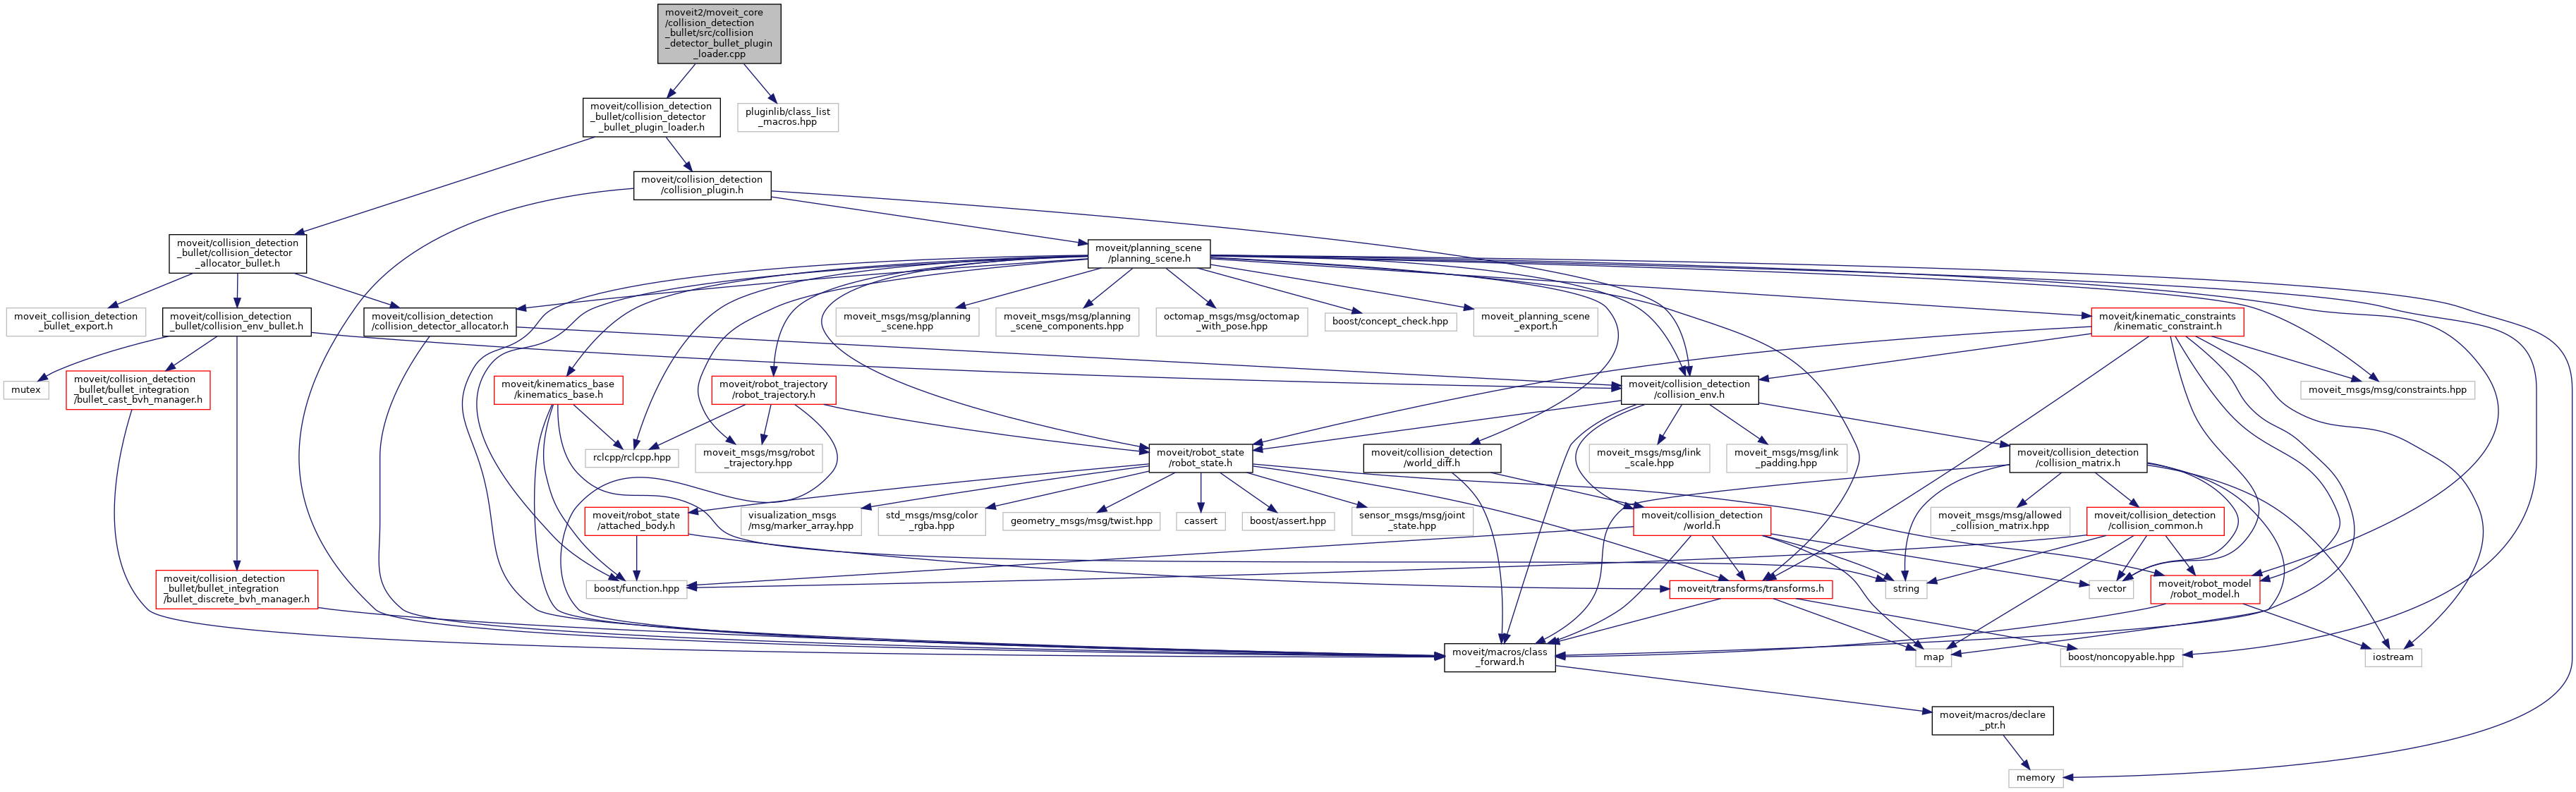 moveit2/moveit_core
/collision_detection
_bullet/src/collision
_detector_bullet_plugin
_loader.cpp
moveit/collision_detection
_bullet/collision_detector
_bullet_plugin_loader.h
pluginlib/class_list
_macros.hpp
moveit/collision_detection
/collision_plugin.h
moveit/collision_detection
_bullet/collision_detector
_allocator_bullet.h
moveit/planning_scene
/planning_scene.h
moveit_collision_detection
_bullet_export.h
moveit/collision_detection
_bullet/collision_env_bullet.h
moveit/collision_detection
/collision_detector_allocator.h
moveit_msgs/msg/planning
_scene.hpp
moveit_msgs/msg/planning
_scene_components.hpp
octomap_msgs/msg/octomap
_with_pose.hpp
boost/concept_check.hpp
moveit_planning_scene
_export.h
moveit/kinematic_constraints
/kinematic_constraint.h
mutex
moveit/collision_detection
_bullet/bullet_integration
/bullet_cast_bvh_manager.h
moveit/kinematics_base
/kinematics_base.h
moveit/robot_trajectory
/robot_trajectory.h
moveit/collision_detection
/collision_env.h
moveit_msgs/msg/constraints.hpp
rclcpp/rclcpp.hpp
moveit_msgs/msg/robot
_trajectory.hpp
moveit/robot_state
/robot_state.h
moveit/collision_detection
/world_diff.h
moveit_msgs/msg/link
_scale.hpp
moveit_msgs/msg/link
_padding.hpp
moveit/collision_detection
/collision_matrix.h
moveit/robot_state
/attached_body.h
visualization_msgs
/msg/marker_array.hpp
std_msgs/msg/color
_rgba.hpp
geometry_msgs/msg/twist.hpp
cassert
boost/assert.hpp
sensor_msgs/msg/joint
_state.hpp
moveit/collision_detection
/world.h
moveit_msgs/msg/allowed
_collision_matrix.hpp
moveit/collision_detection
/collision_common.h
moveit/collision_detection
_bullet/bullet_integration
/bullet_discrete_bvh_manager.h
boost/function.hpp
moveit/transforms/transforms.h
string
vector
moveit/robot_model
/robot_model.h
moveit/macros/class
_forward.h
map
boost/noncopyable.hpp
iostream
moveit/macros/declare
_ptr.h
memory